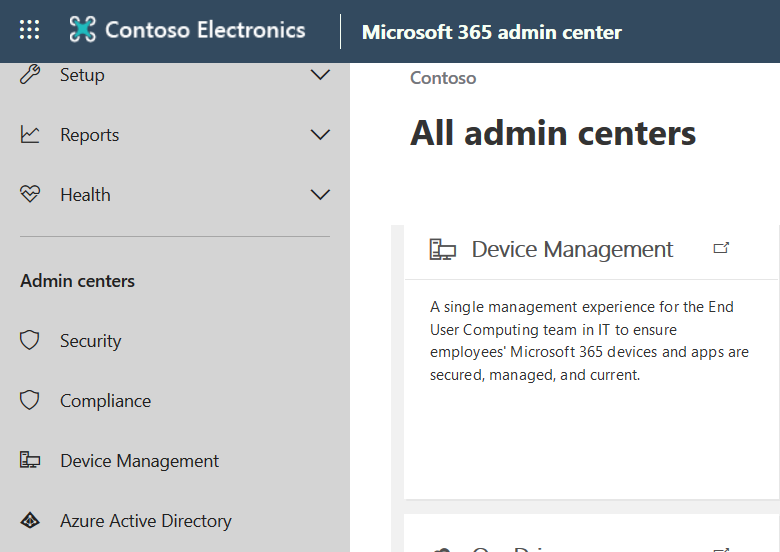 Contoso Electronics
Microsoft 365 admin center
Setup
Reports
Health
Admin centers
Security
Compliance
Device Management
Azure Active Directory
Contoso
All admin centers
Device Management
A single management experience for the End
User Computing team in IT to ensure
employees' Microsoft 365 devices and apps are
secured, managed, and current.